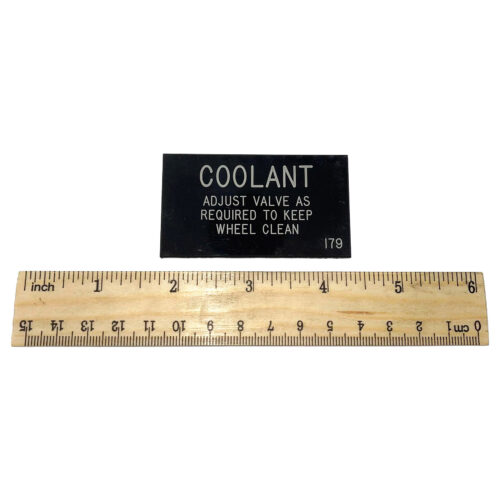 COOLANT
ADJUST VALVE AS
REQUIRED TO KEEP
WHEEL CLEAN
179
inch 1 2 3 4 5 6
15 14 13 12 11 10 9 8 7 6 5 4 3 2 1 cm 0